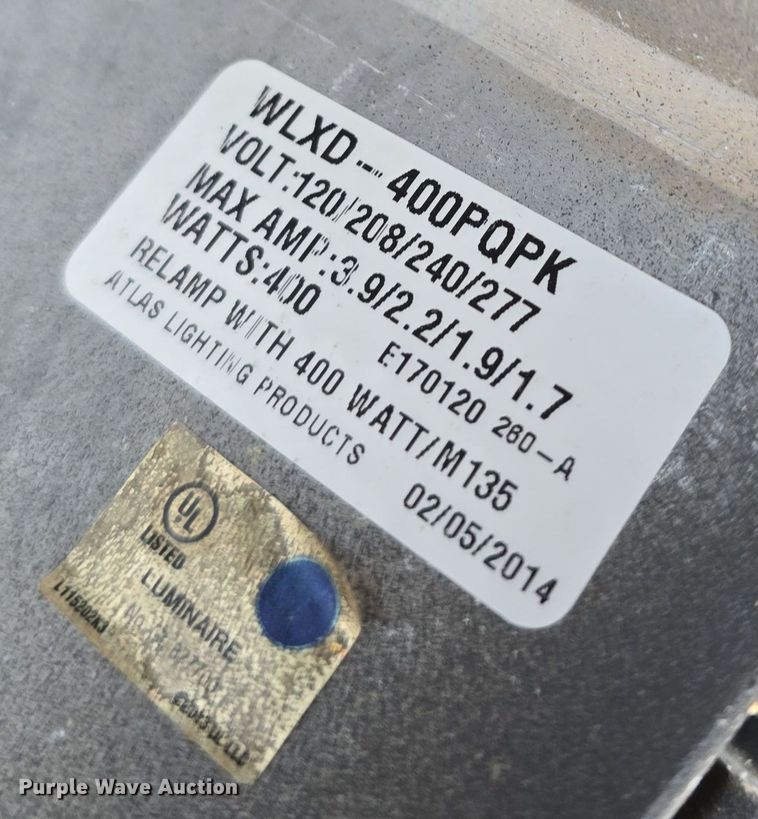 WLXD-400PQPK
VOLT:120/208/240/277
MAX AMP:3.9/2.2/1.9/1.7
WATTS:400 E170120 260-A
RELAMP WITH 400 WATT/M135
ATLAS LIGHTING PRODUCTS 02/05/2014
UL
LISTED
LUMINAIRE
No.
Purple Wave Auction